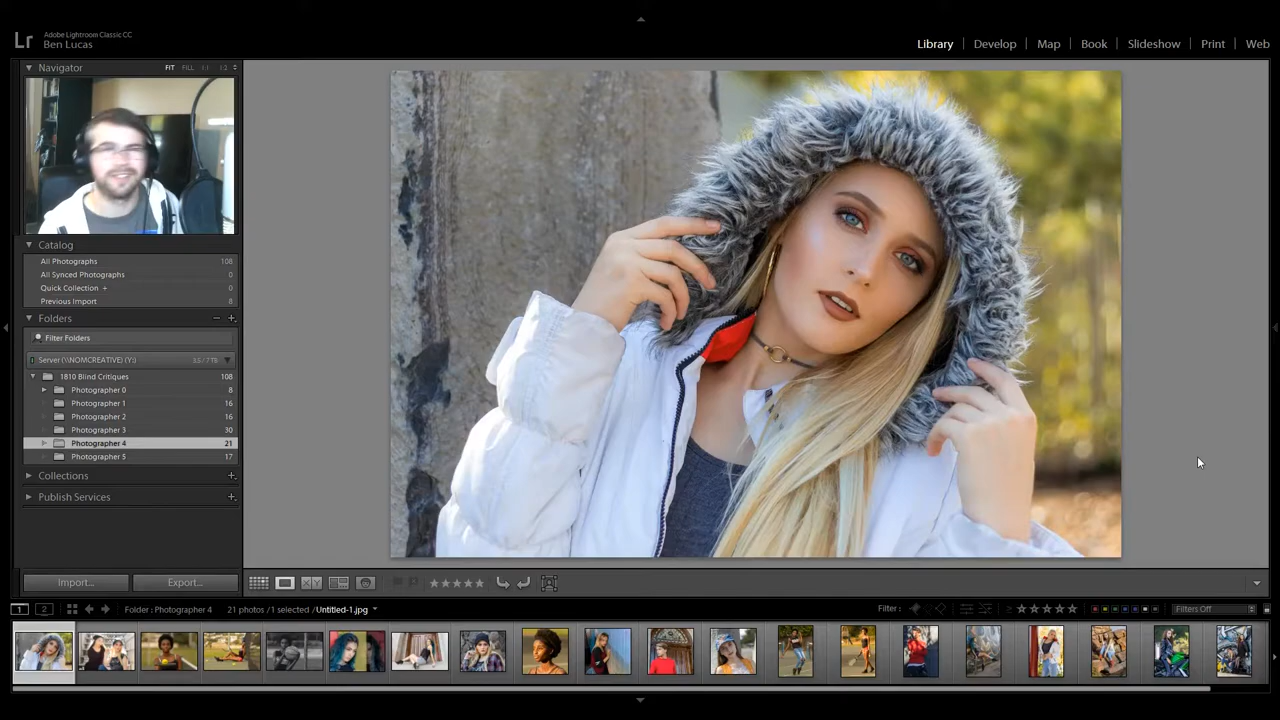 Lr
Adobe Lightroom Classic CC
Ben Lucas
Library | Develop | Map | Book | Slideshow | Print | Web
Navigator FIT FILL 1:1
Catalog
All Photographs 108
All Synced Photographs 0
Quick Collection + 0
Previous Import 8
Folders
Filter Folders
Server (\\NOMCREATIVE) (Y:)
1810 Blind Critiques 108
Photographer 0 8
Photographer 1 16
Photographer 2 16
Photographer 3 30
Photographer 4 21
Photographer 5 17
Collections
Publish Services
Import... Export...
XY
1 2 Folder : Photographer 4 21 photos / 1 selected / Untitled-1.jpg Filter : Filters Off